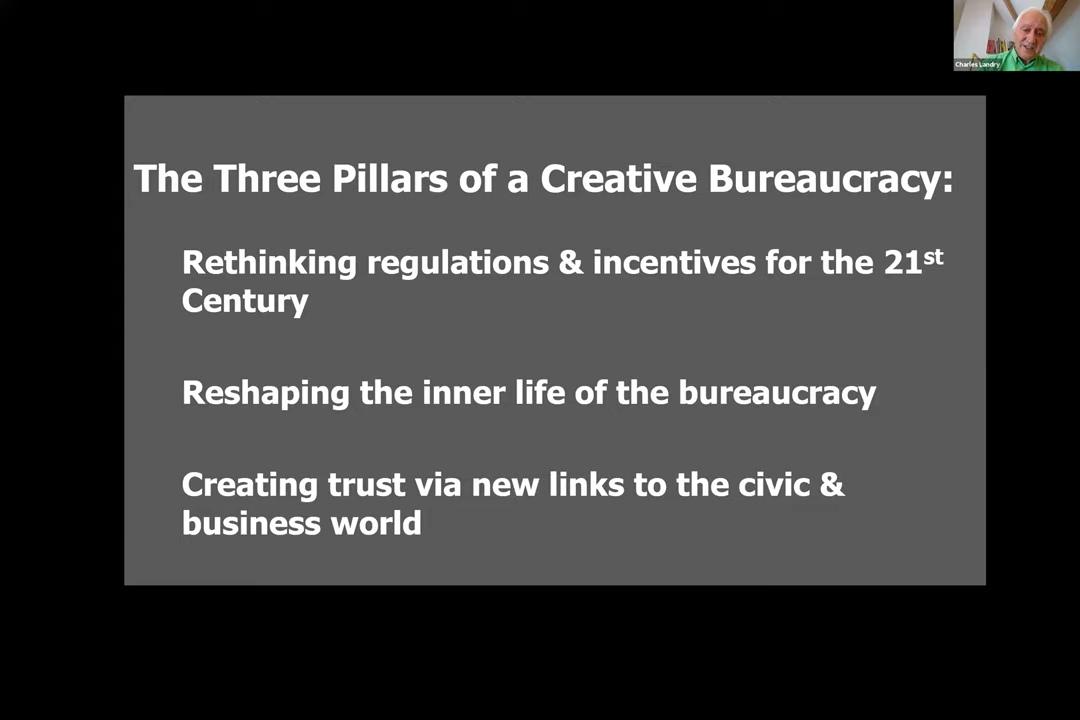 Charles Landry
The Three Pillars of a Creative Bureaucracy:
Rethinking regulations & incentives for the 21st
Century
Reshaping the inner life of the bureaucracy
Creating trust via new links to the civic &
business world